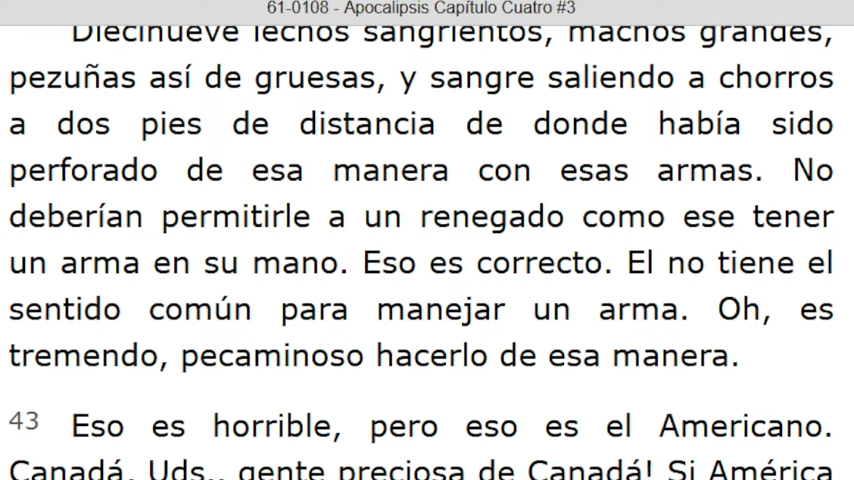 61-0108 - Apocalipsis Capítulo Cuatro #3
Diecinueve lechos sangrientos, machos grandes,
pezuñas así de gruesas, y sangre saliendo a chorros
a dos pies de distancia de donde había sido
perforado de esa manera con esas armas. No
deberían permitirle a un renegado como ese tener
un arma en su mano. Eso es correcto. El no tiene el
sentido común para manejar un arma. Oh, es
tremendo, pecaminoso hacerlo de esa manera.
43 Eso es horrible, pero eso es el Americano.
Canadá, Uds., gente preciosa de Canadá! Si América